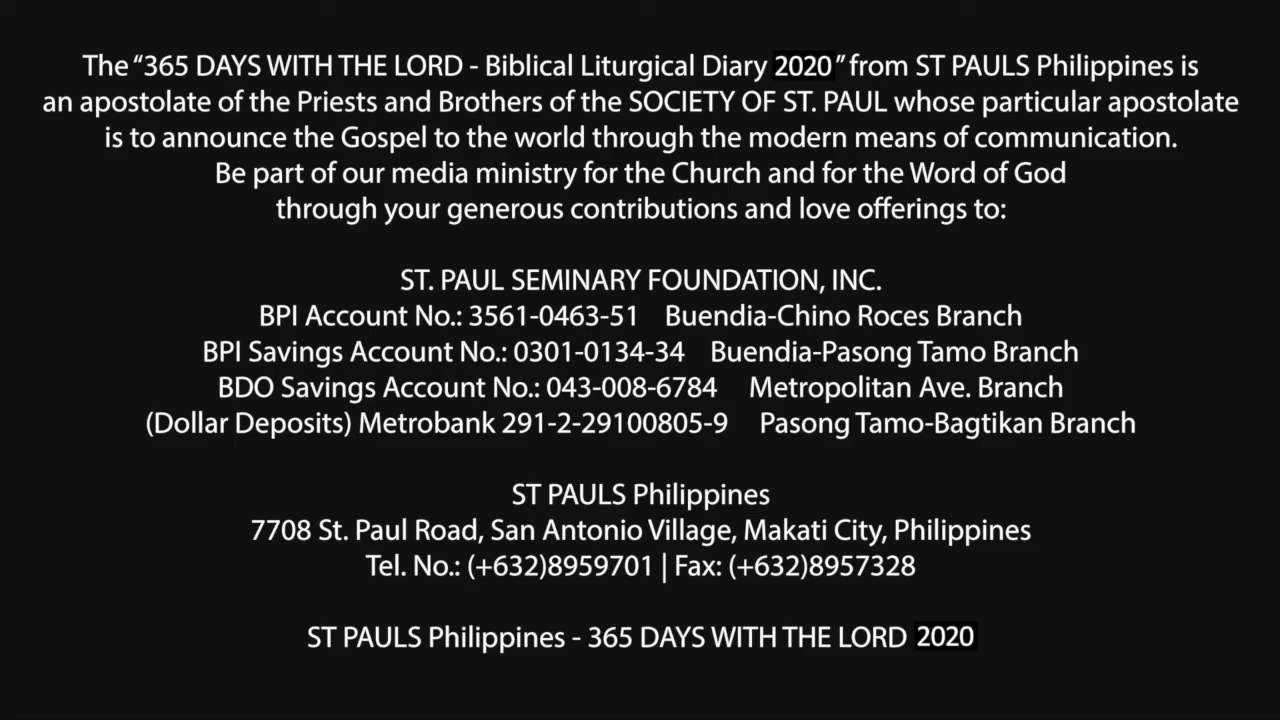 The “365 DAYS WITH THE LORD - Biblical Liturgical Diary 2020” from ST PAULS Philippines is
an apostolate of the Priests and Brothers of the SOCIETY OF ST. PAUL whose particular apostolate
is to announce the Gospel to the world through the modern means of communication.
Be part of our media ministry for the Church and for the Word of God
through your generous contributions and love offerings to:
ST. PAUL SEMINARY FOUNDATION, INC.
BPI Account No.: 3561-0463-51 Buendia-Chino Roces Branch
BPI Savings Account No.: 0301-0134-34 Buendia-Pasong Tamo Branch
BDO Savings Account No.: 043-008-6784 Metropolitan Ave. Branch
(Dollar Deposits) Metrobank 291-2-29100805-9 Pasong Tamo-Bagtikan Branch
ST PAULS Philippines
7708 St. Paul Road, San Antonio Village, Makati City, Philippines
Tel. No.: (+632)8959701 | Fax: (+632)8957328
ST PAULS Philippines - 365 DAYS WITH THE LORD 2020